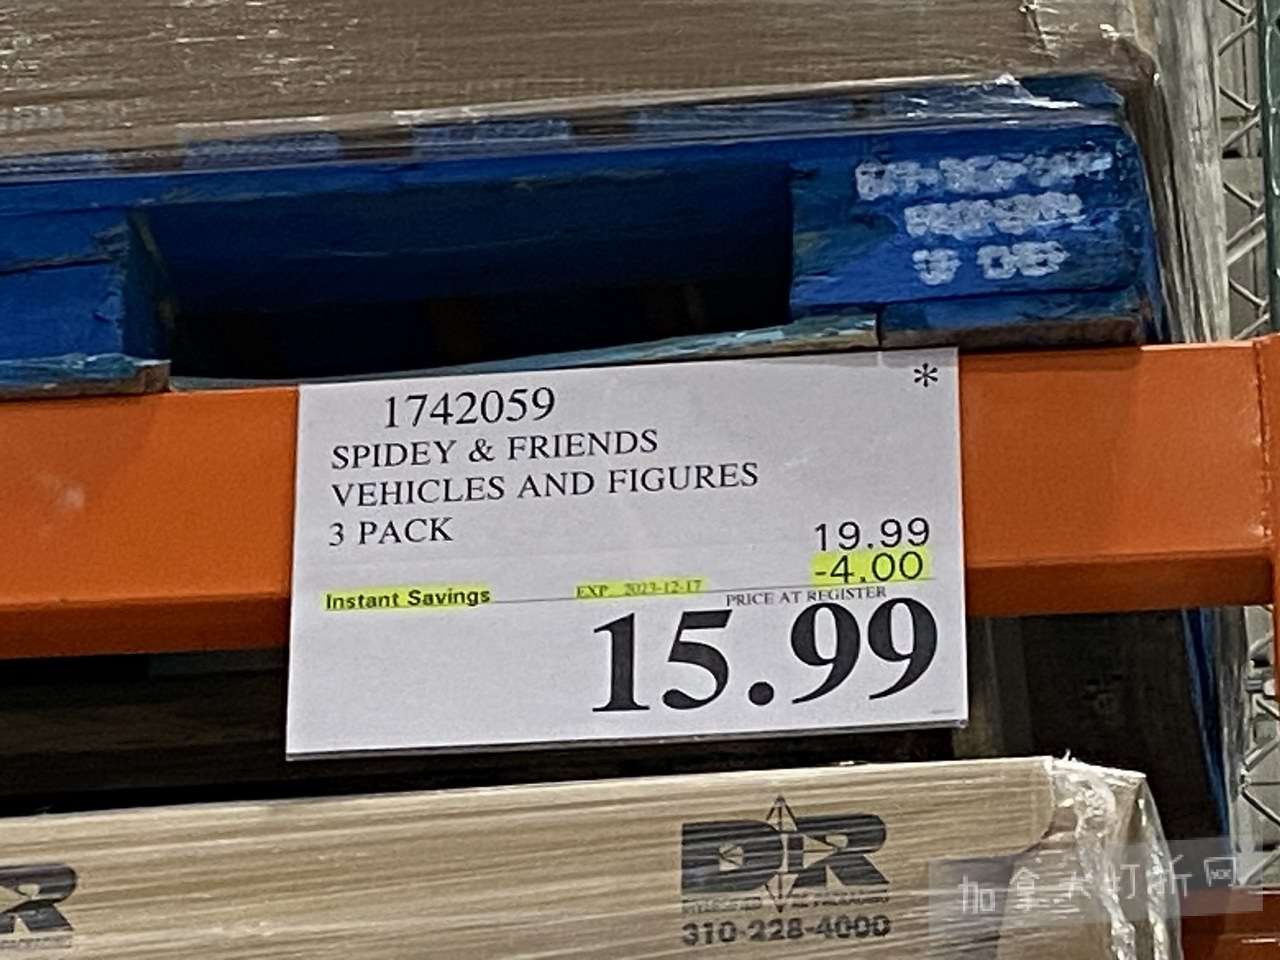 *
1742059
SPIDEY & FRIENDS
VEHICLES AND FIGURES
3 PACK
19.99
-4.00
Instant Savings
EXP 2023-12-17
PRICE AT REGISTER
15.99
DR
310-228-4000
R
加拿大打折网